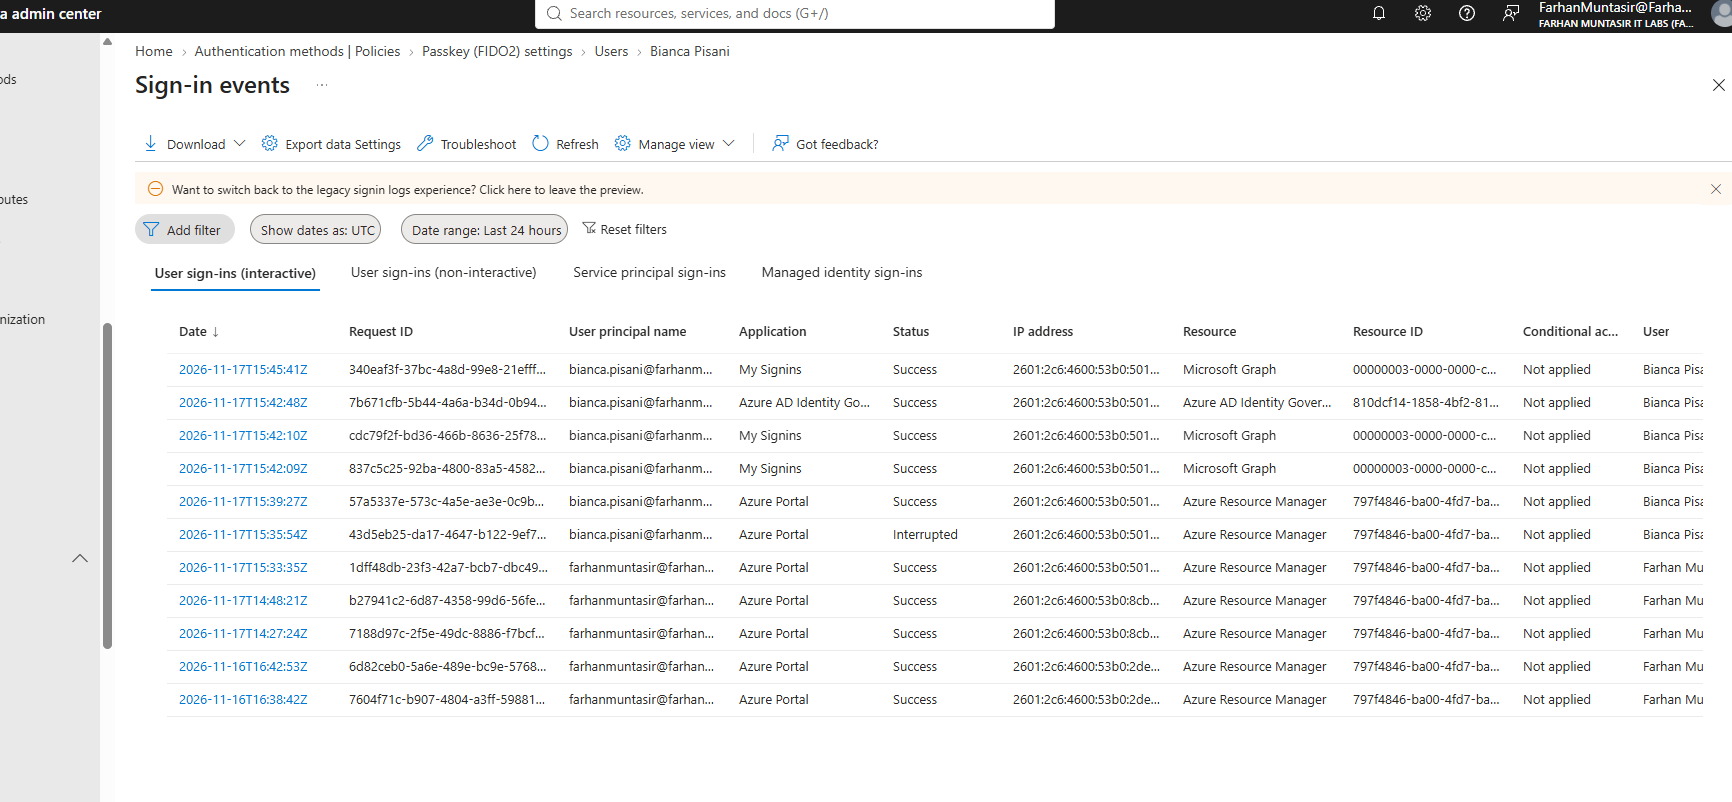 a admin center
Search resources, services, and docs (G+/)
FarhanMuntasir@Farha...
FARHAN MUNTASIR IT LABS (FA...
Home > Authentication methods | Policies > Passkey (FIDO2) settings > Users > Bianca Pisani
Sign-in events ...
Download Export data Settings Troubleshoot Refresh Manage view Got feedback?
Want to switch back to the legacy signin logs experience? Click here to leave the preview.
Add filter Show dates as: UTC Date range: Last 24 hours Reset filters
User sign-ins (interactive) User sign-ins (non-interactive) Service principal sign-ins Managed identity sign-ins
Date ↓ Request ID User principal name Application Status IP address Resource Resource ID Conditional ac... User
2026-11-17T15:45:41Z 340eaf3f-37bc-4a8d-99e8-21efff... bianca.pisani@farhanm... My Signins Success 2601:2c6:4600:53b0:501... Microsoft Graph 00000003-0000-0000-c... Not applied Bianca Pisa
2026-11-17T15:42:48Z 7b671cfb-5b44-4a6a-b34d-0b94... bianca.pisani@farhanm... Azure AD Identity Go... Success 2601:2c6:4600:53b0:501... Azure AD Identity Gover... 810dcf14-1858-4bf2-81... Not applied Bianca Pisa
2026-11-17T15:42:10Z cdc79f2f-bd36-466b-8636-25f78... bianca.pisani@farhanm... My Signins Success 2601:2c6:4600:53b0:501... Microsoft Graph 00000003-0000-0000-c... Not applied Bianca Pisa
2026-11-17T15:42:09Z 837c5c25-92ba-4800-83a5-4582... bianca.pisani@farhanm... My Signins Success 2601:2c6:4600:53b0:501... Microsoft Graph 00000003-0000-0000-c... Not applied Bianca Pisa
2026-11-17T15:39:27Z 57a5337e-573c-4a5e-ae3e-0c9b... bianca.pisani@farhanm... Azure Portal Success 2601:2c6:4600:53b0:501... Azure Resource Manager 797f4846-ba00-4fd7-ba... Not applied Bianca Pisa
2026-11-17T15:35:54Z 43d5eb25-da17-4647-b122-9ef7... bianca.pisani@farhanm... Azure Portal Interrupted 2601:2c6:4600:53b0:501... Azure Resource Manager 797f4846-ba00-4fd7-ba... Not applied Bianca Pisa
2026-11-17T15:33:35Z 1dff48db-23f3-42a7-bcb7-dbc49... farhanmuntasir@farhan... Azure Portal Success 2601:2c6:4600:53b0:501... Azure Resource Manager 797f4846-ba00-4fd7-ba... Not applied Farhan Mu
2026-11-17T14:48:21Z b27941c2-6d87-4358-99d6-56fe... farhanmuntasir@farhan... Azure Portal Success 2601:2c6:4600:53b0:8cb... Azure Resource Manager 797f4846-ba00-4fd7-ba... Not applied Farhan Mu
2026-11-17T14:27:24Z 7188d97c-2f5e-49dc-8886-f7bcf... farhanmuntasir@farhan... Azure Portal Success 2601:2c6:4600:53b0:8cb... Azure Resource Manager 797f4846-ba00-4fd7-ba... Not applied Farhan Mu
2026-11-16T16:42:53Z 6d82ceb0-5a6e-489e-bc9e-5768... farhanmuntasir@farhan... Azure Portal Success 2601:2c6:4600:53b0:2de... Azure Resource Manager 797f4846-ba00-4fd7-ba... Not applied Farhan Mu
2026-11-16T16:38:42Z 7604f71c-b907-4804-a3ff-59881... farhanmuntasir@farhan... Azure Portal Success 2601:2c6:4600:53b0:2de... Azure Resource Manager 797f4846-ba00-4fd7-ba... Not applied Farhan Mu
ods
outes
nization